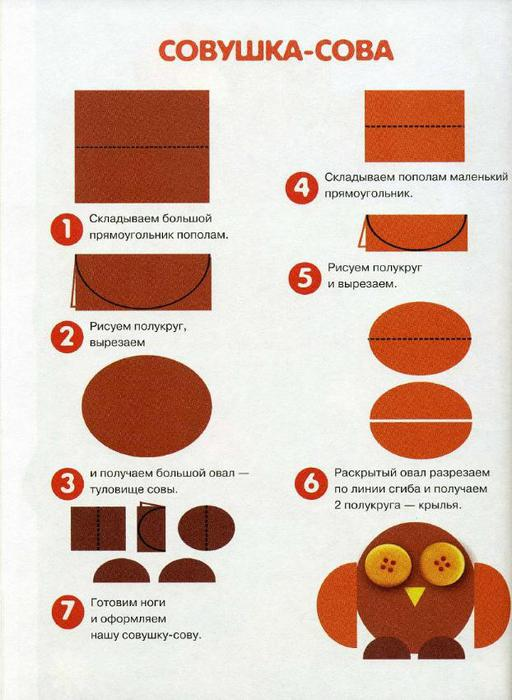 СОВУШКА-СОВА
1 Складываем большой
прямоугольник пополам.
2 Рисуем полукруг,
вырезаем
3 и получаем большой овал —
туловище совы.
4 Складываем пополам маленький
прямоугольник.
5 Рисуем полукруг
и вырезаем.
6 Раскрытый овал разрезаем
по линии сгиба и получаем
2 полукруга — крылья.
7 Готовим ноги
и оформляем
нашу совушку-сову.